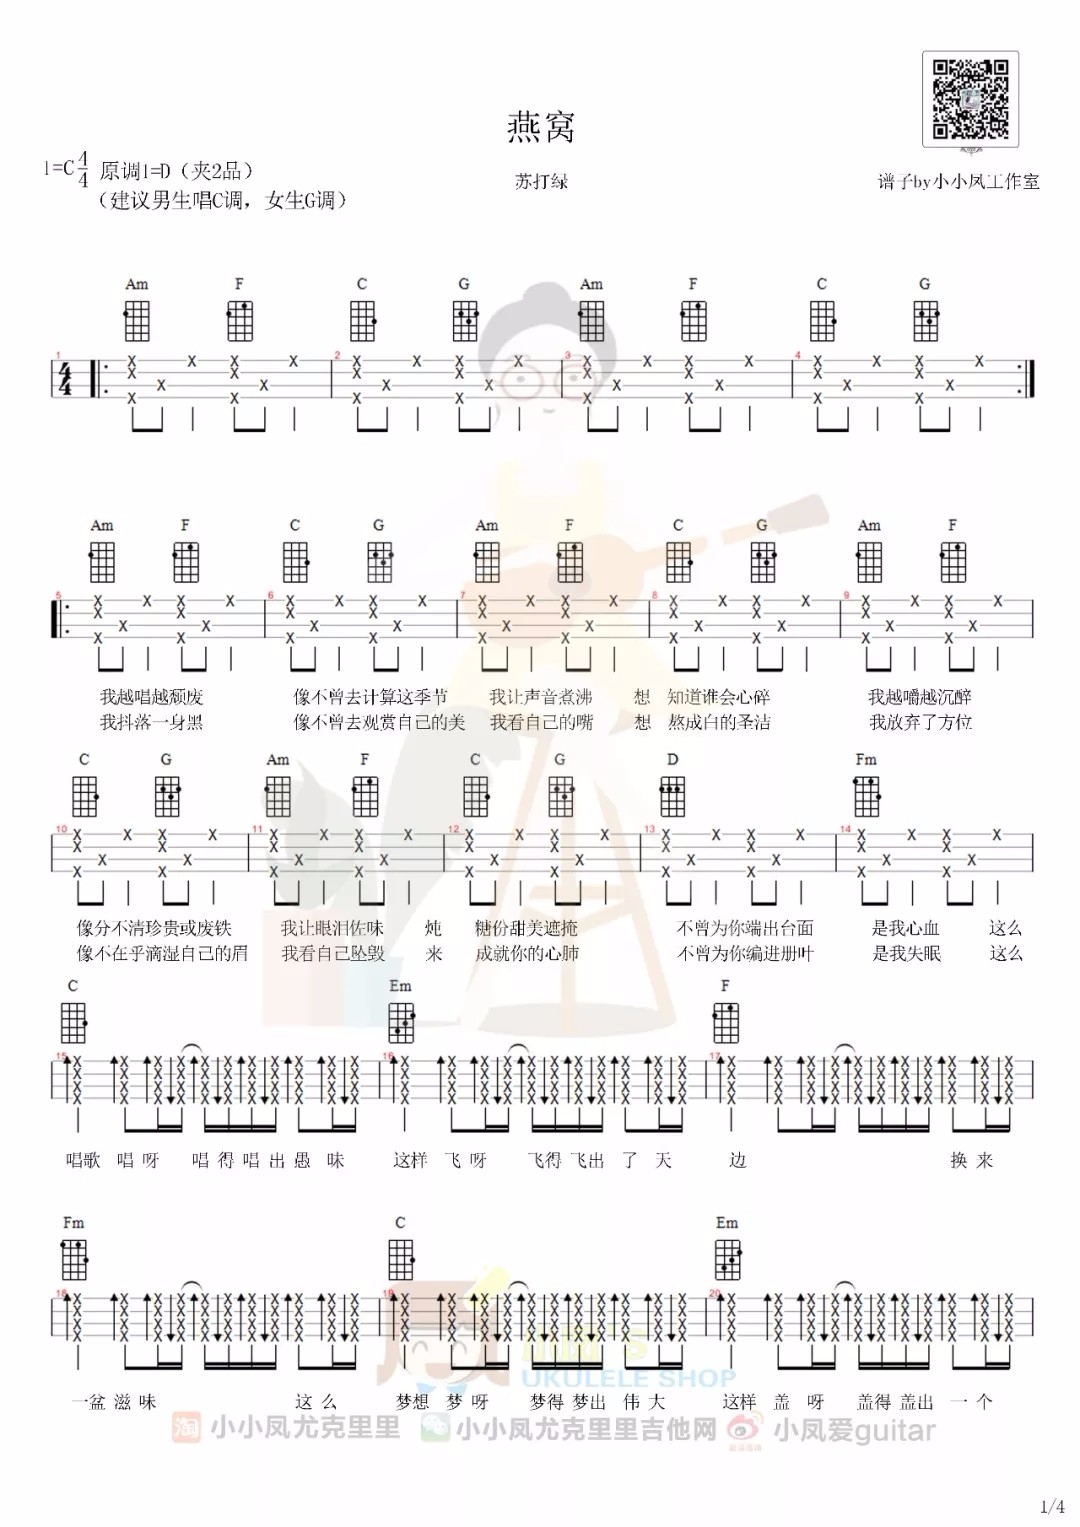 燕窝
1=C 4/4 原调1=D（夹2品）
（建议男生唱C调，女生G调）
苏打绿
谱子by小小凤工作室
Am F C G Am F C G
1 2 3 4
4/4
Am F C G Am F C G Am F
5 6 7 8 9
我越唱越颓废 像不曾去计算这季节 我让声音煮沸 想 知道谁会心碎 我越嚼越沉醉
我抖落一身黑 像不曾去观赏自己的美 我看自己的嘴 想 熬成白的圣洁 我放弃了方位
C G Am F C G D Fm
10 11 12 13 14
像分不清珍贵或废铁 我让眼泪佐味 炖 糖份甜美遮掩 不曾为你端出台面 是我心血 这么
像不在乎滴湿自己的眉 我看自己坠毁 来 成就你的心肺 不曾为你编进册叶 是我失眠 这么
C Em F
15 16 17
唱歌 唱呀 唱得唱出愚味 这样 飞呀 飞得飞出了天 边 换来
Fm C Em
18 19 20
一盆滋味 这么 梦想 梦呀 梦得梦出 伟大 这样 盖呀 盖得盖出 一个
UKULELE SHOP
淘 小小凤尤克里里 小小凤尤克里里吉他网 小凤爱guitar
1/4